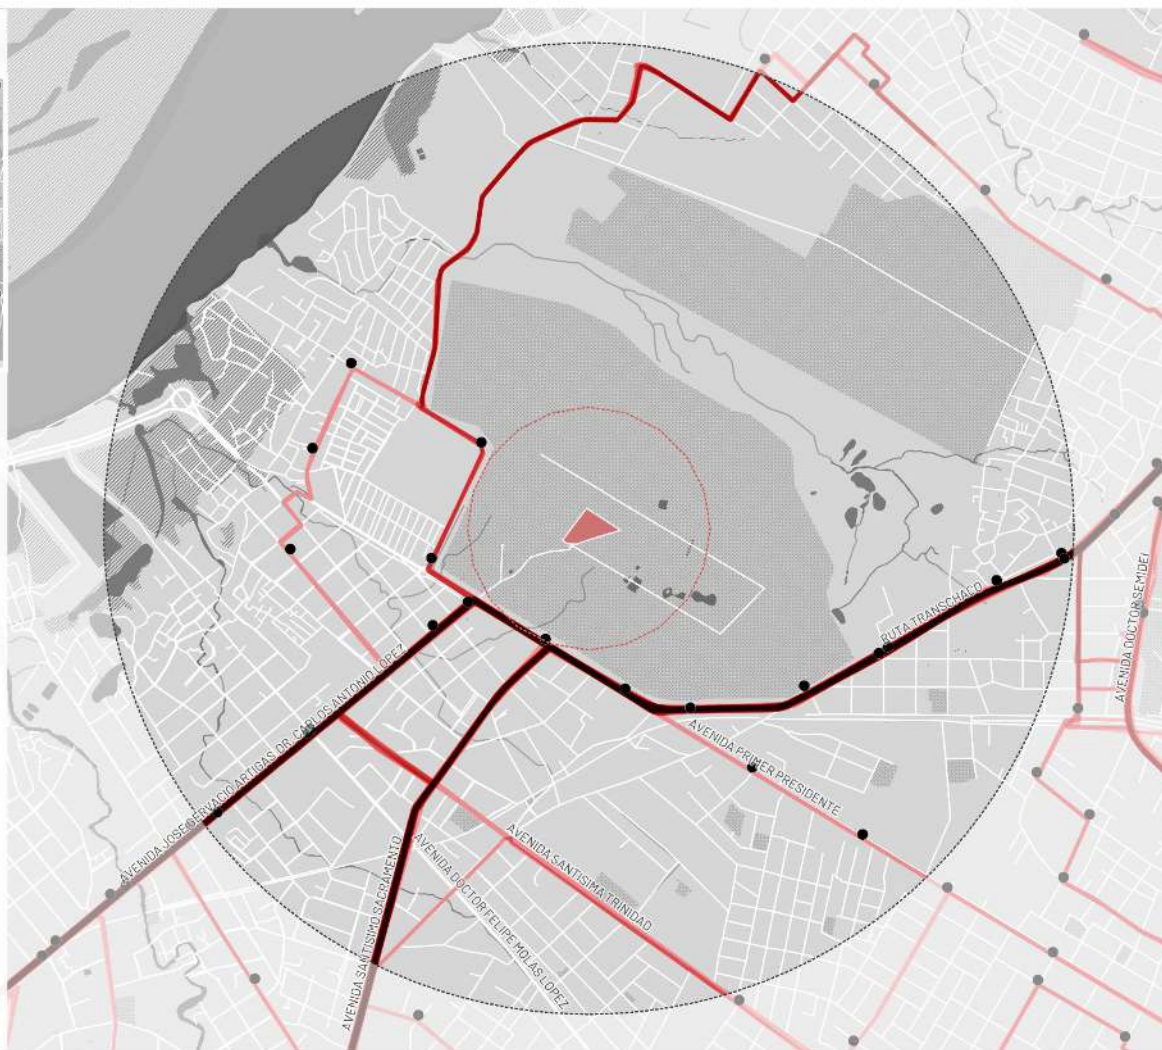 AVENIDA DOCTOR SEMIDEI
RUTA TRANSCHACO
AVENIDA JOSE GERVACIO ARTIGAS DR. CARLOS ANTONIO LOPEZ
AVENIDA PRIMER PRESIDENTE
AVENIDA SANTISIMA TRINIDAD
AVENIDA DOCTOR FELIPE MOLAS LOPEZ
AVENIDA SANTISIMO SACRAMENTO